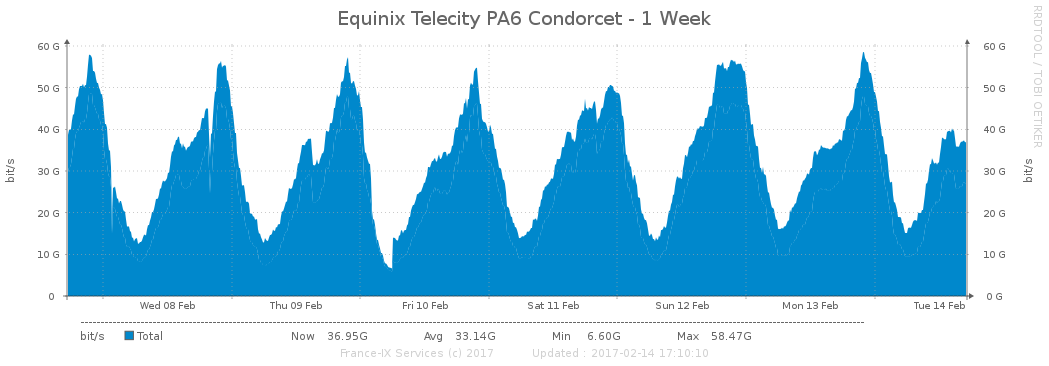 Equinix Telecity PA6 Condorcet - 1 Week
RRDTOOL / TOBI OETIKER
bit/s
60 G
50 G
40 G
30 G
20 G
10 G
0
60 G
50 G
40 G
30 G
20 G
10 G
0 G
bit/s
Wed 08 Feb Thu 09 Feb Fri 10 Feb Sat 11 Feb Sun 12 Feb Mon 13 Feb Tue 14 Feb
bit/s Total Now 36.95G Avg 33.14G Min 6.60G Max 58.47G
France-IX Services (c) 2017 Updated : 2017-02-14 17:10:10